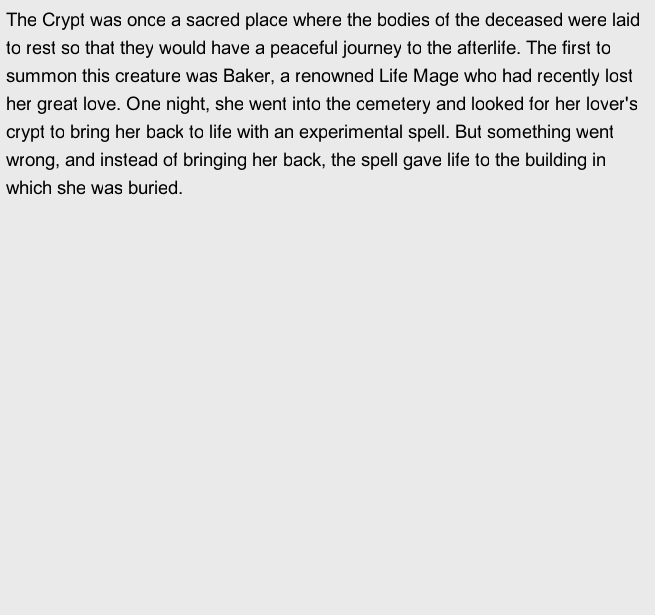 The Crypt was once a sacred place where the bodies of the deceased were laid
to rest so that they would have a peaceful journey to the afterlife. The first to
summon this creature was Baker, a renowned Life Mage who had recently lost
her great love. One night, she went into the cemetery and looked for her lover's
crypt to bring her back to life with an experimental spell. But something went
wrong, and instead of bringing her back, the spell gave life to the building in
which she was buried.